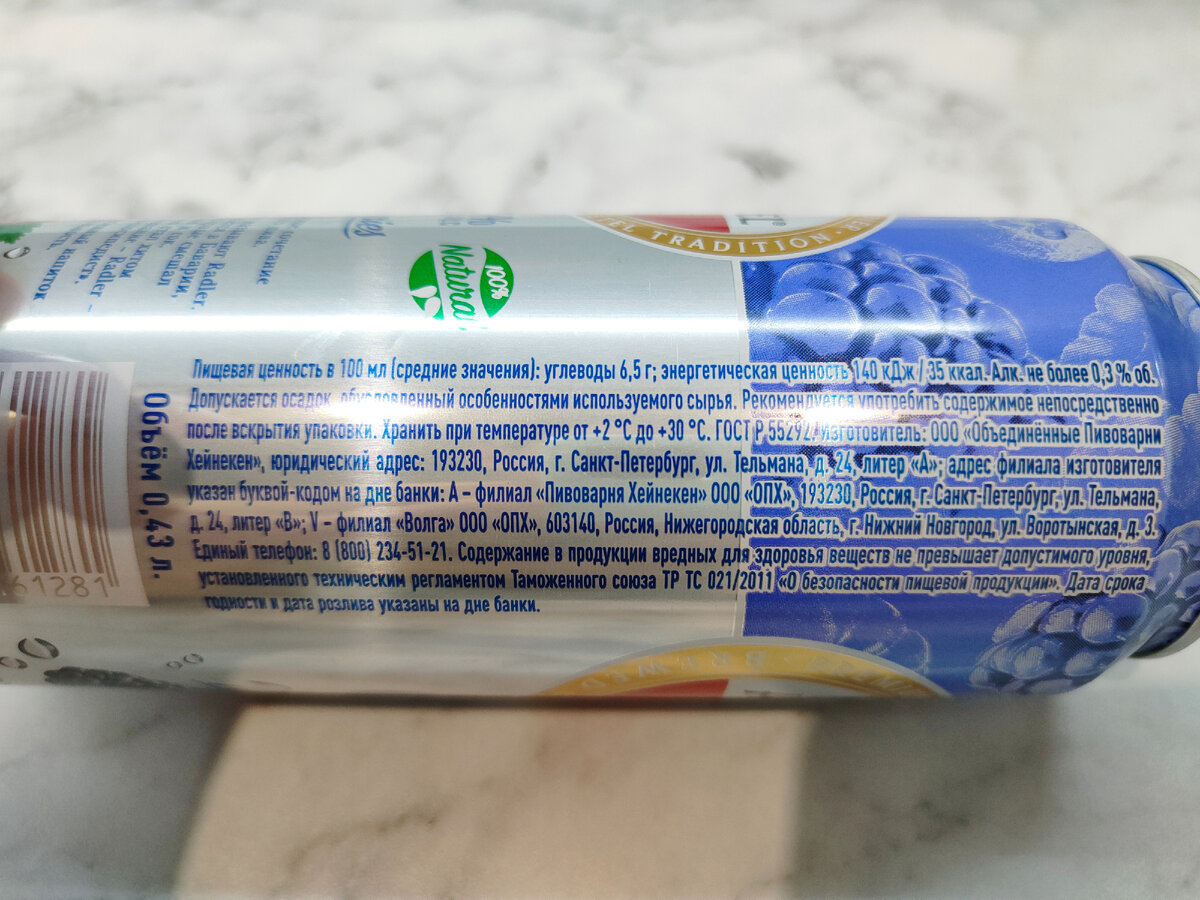 TEL TRADITION
100%
Natural
Radler,
Баварии,
смешал
Radler –
напиток
Пищевая ценность в 100 мл (средние значения): углеводы 6,5 г; энергетическая ценность 140 кДж / 35 ккал. Алк. не более 0,3 % об.
Допускается осадок, обусловленный особенностями используемого сырья. Рекомендуется употребить содержимое непосредственно
после вскрытия упаковки. Хранить при температуре от +2 °С до +30 °С. ГОСТ Р 55292. Изготовитель: ООО «Объединённые Пивоварни
Хейнекен», юридический адрес: 193230, Россия, г. Санкт-Петербург, ул. Тельмана, д. 24, литер «А»; адрес филиала изготовителя
указан буквой-кодом на дне банки: А – филиал «Пивоварня Хейнекен» ООО «ОПХ», 193230, Россия, г. Санкт-Петербург, ул. Тельмана,
д. 24, литер «В»; V – филиал «Волга» ООО «ОПХ», 603140, Россия, Нижегородская область, г. Нижний Новгород, ул. Воротынская, д. 3.
Единый телефон: 8 (800) 234-51-21. Содержание в продукции вредных для здоровья веществ не превышает допустимого уровня,
установленного техническим регламентом Таможенного союза ТР ТС 021/2011 «О безопасности пищевой продукции». Дата срока
годности и дата розлива указаны на дне банки.
Объём 0,43 л.
61281
BREWED